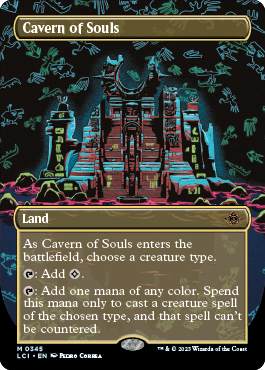 Cavern of Souls
Land
As Cavern of Souls enters the
battlefield, choose a creature type.
: Add .
: Add one mana of any color. Spend
this mana only to cast a creature spell
of the chosen type, and that spell can't
be countered.
M 0345
LCI • EN Pedro Correa
™ & © 2023 Wizards of the Coast